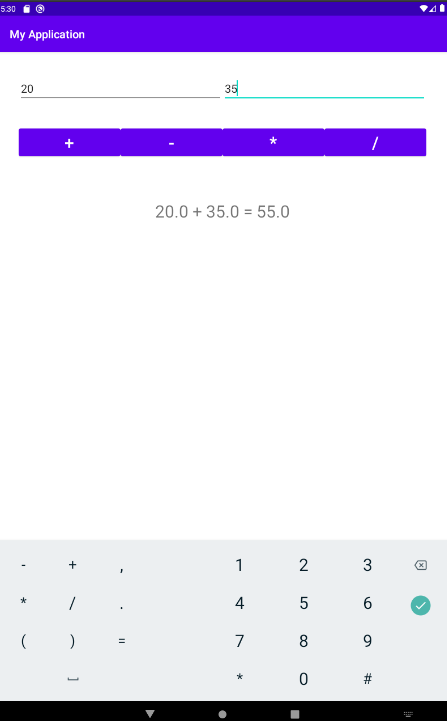 5:30
My Application
20 35
+ - * /
20.0 + 35.0 = 55.0
- + , 1 2 3
* / . 4 5 6
( ) = 7 8 9
* 0 #